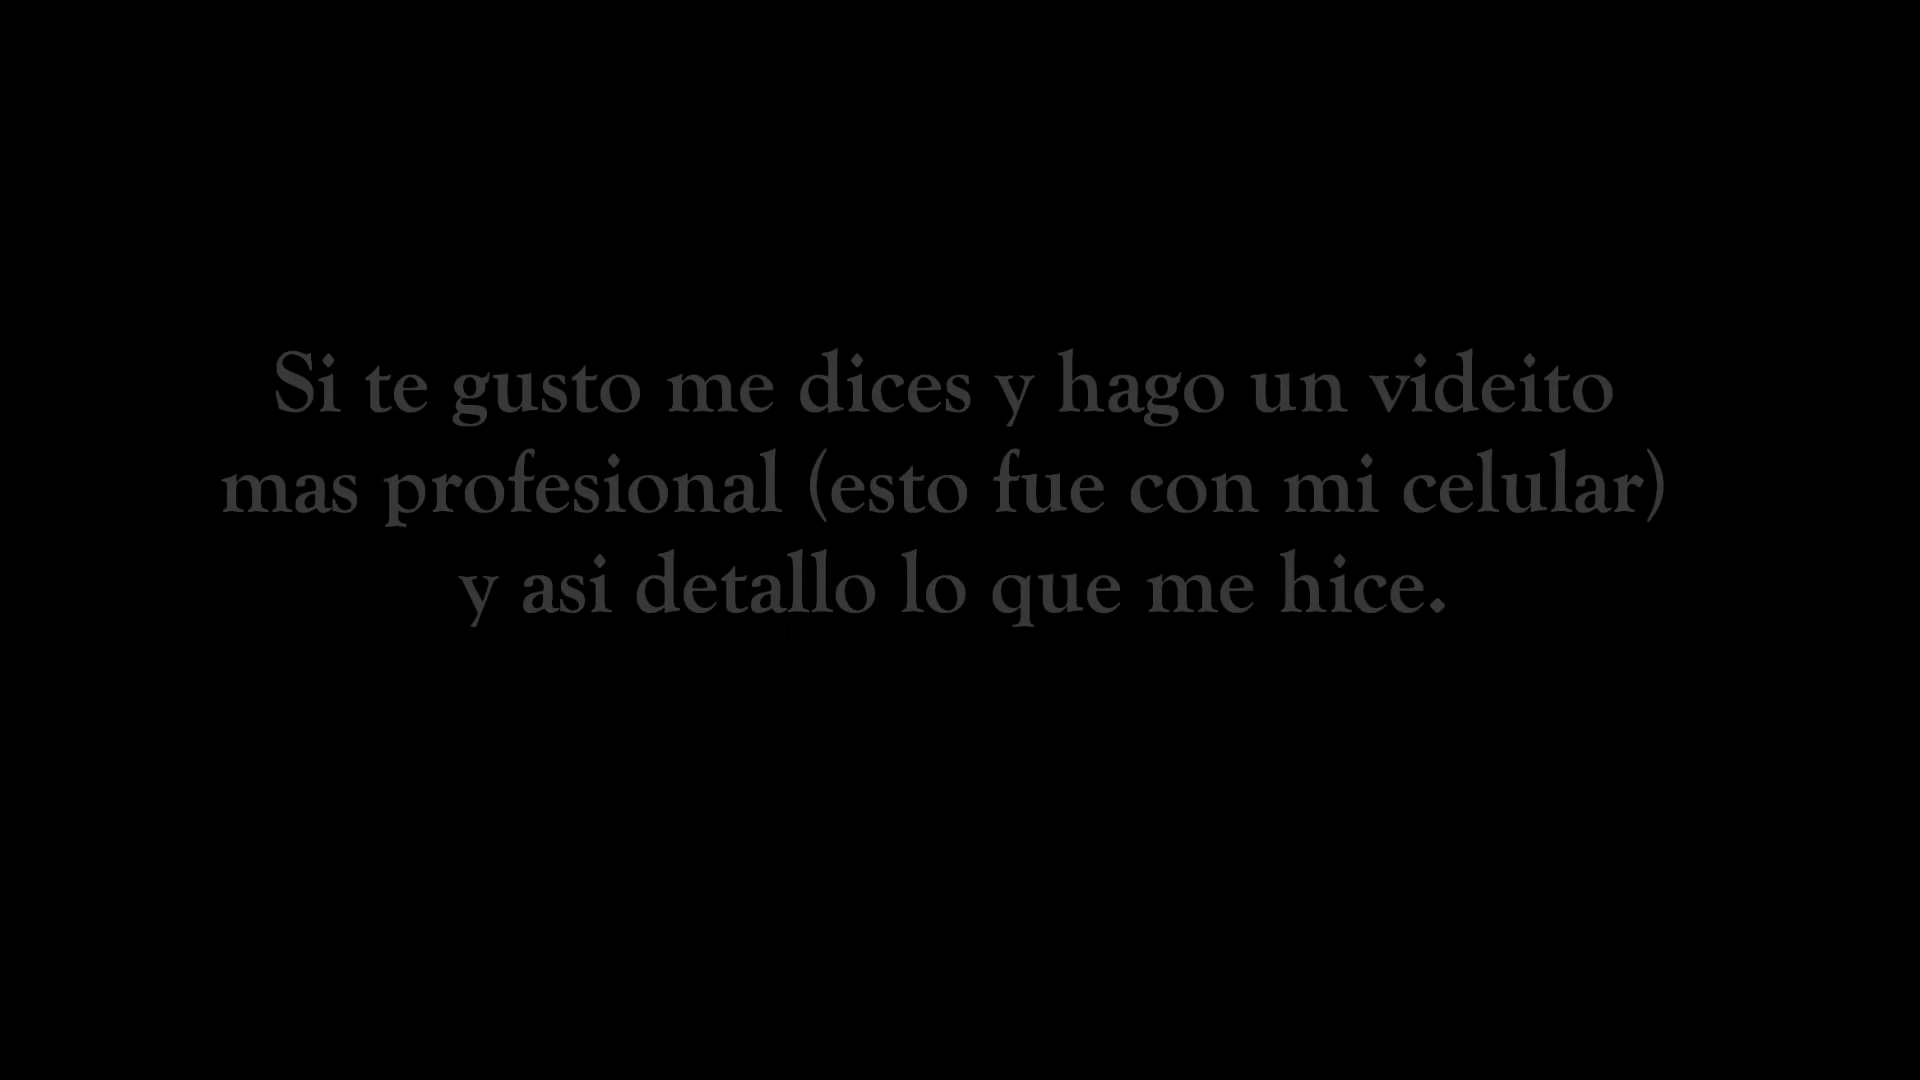 Si te gusto me dices y hago un videito
mas profesional (esto fue con mi celular)
y asi detallo lo que me hice.